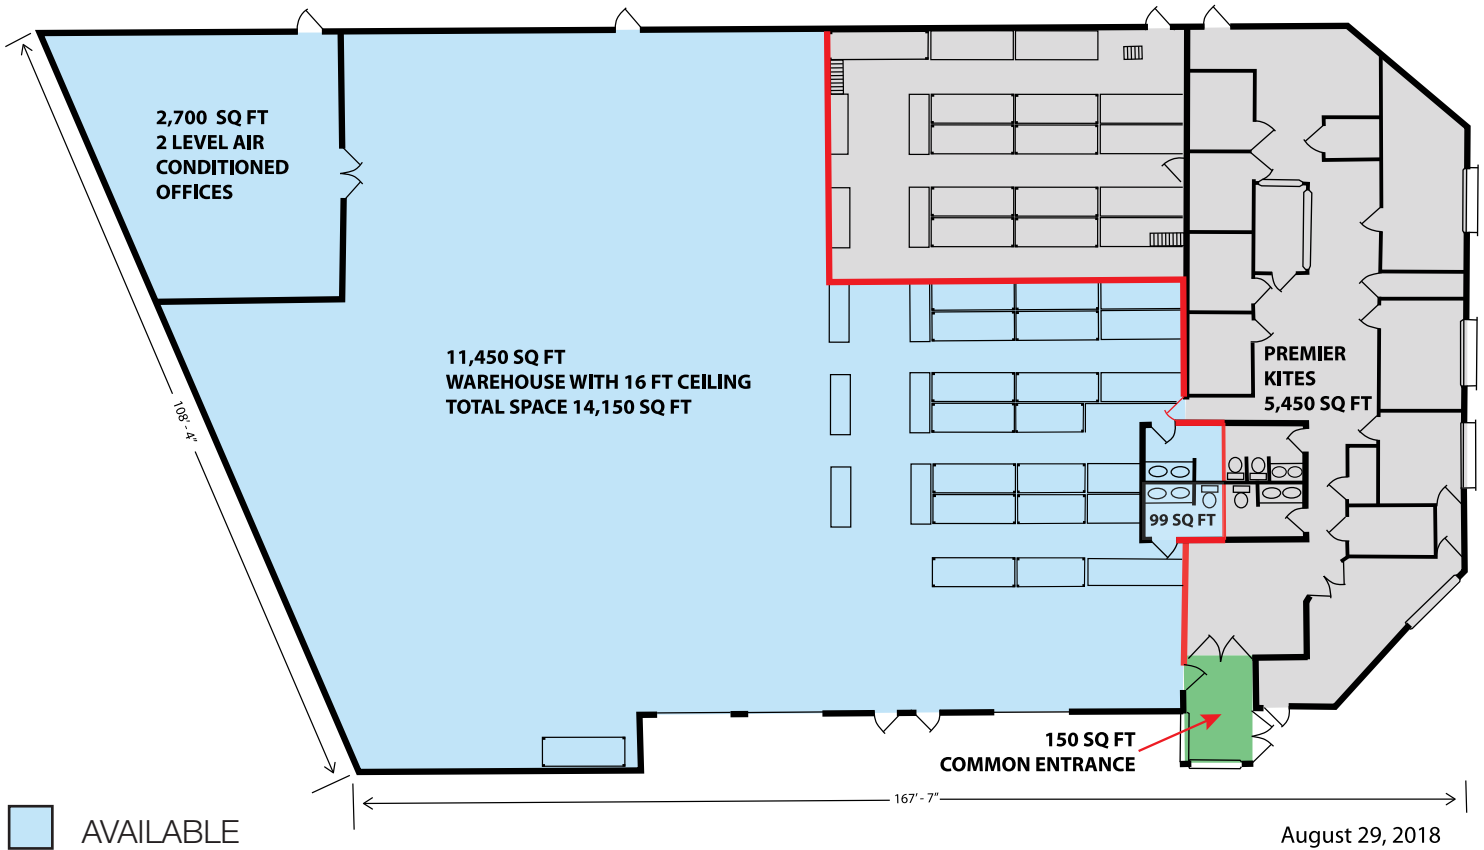 2,700 SQ FT
2 LEVEL AIR
CONDITIONED
OFFICES
11,450 SQ FT
WAREHOUSE WITH 16 FT CEILING
TOTAL SPACE 14,150 SQ FT
PREMIER
KITES
5,450 SQ FT
108'- 4"
99 SQ FT
150 SQ FT
COMMON ENTRANCE
167'- 7"
AVAILABLE
August 29, 2018